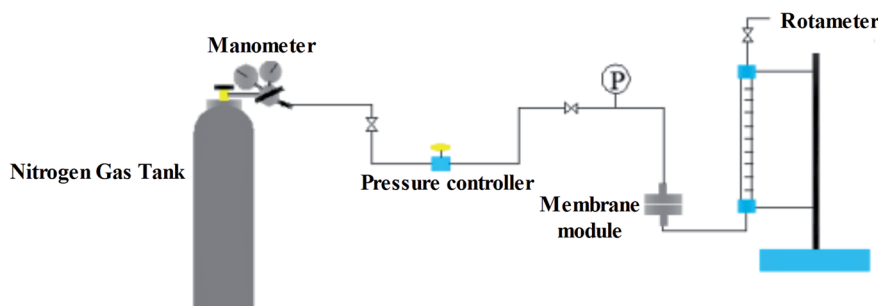 Manometer
Rotameter
P
Nitrogen Gas Tank
Pressure controller
Membrane
module